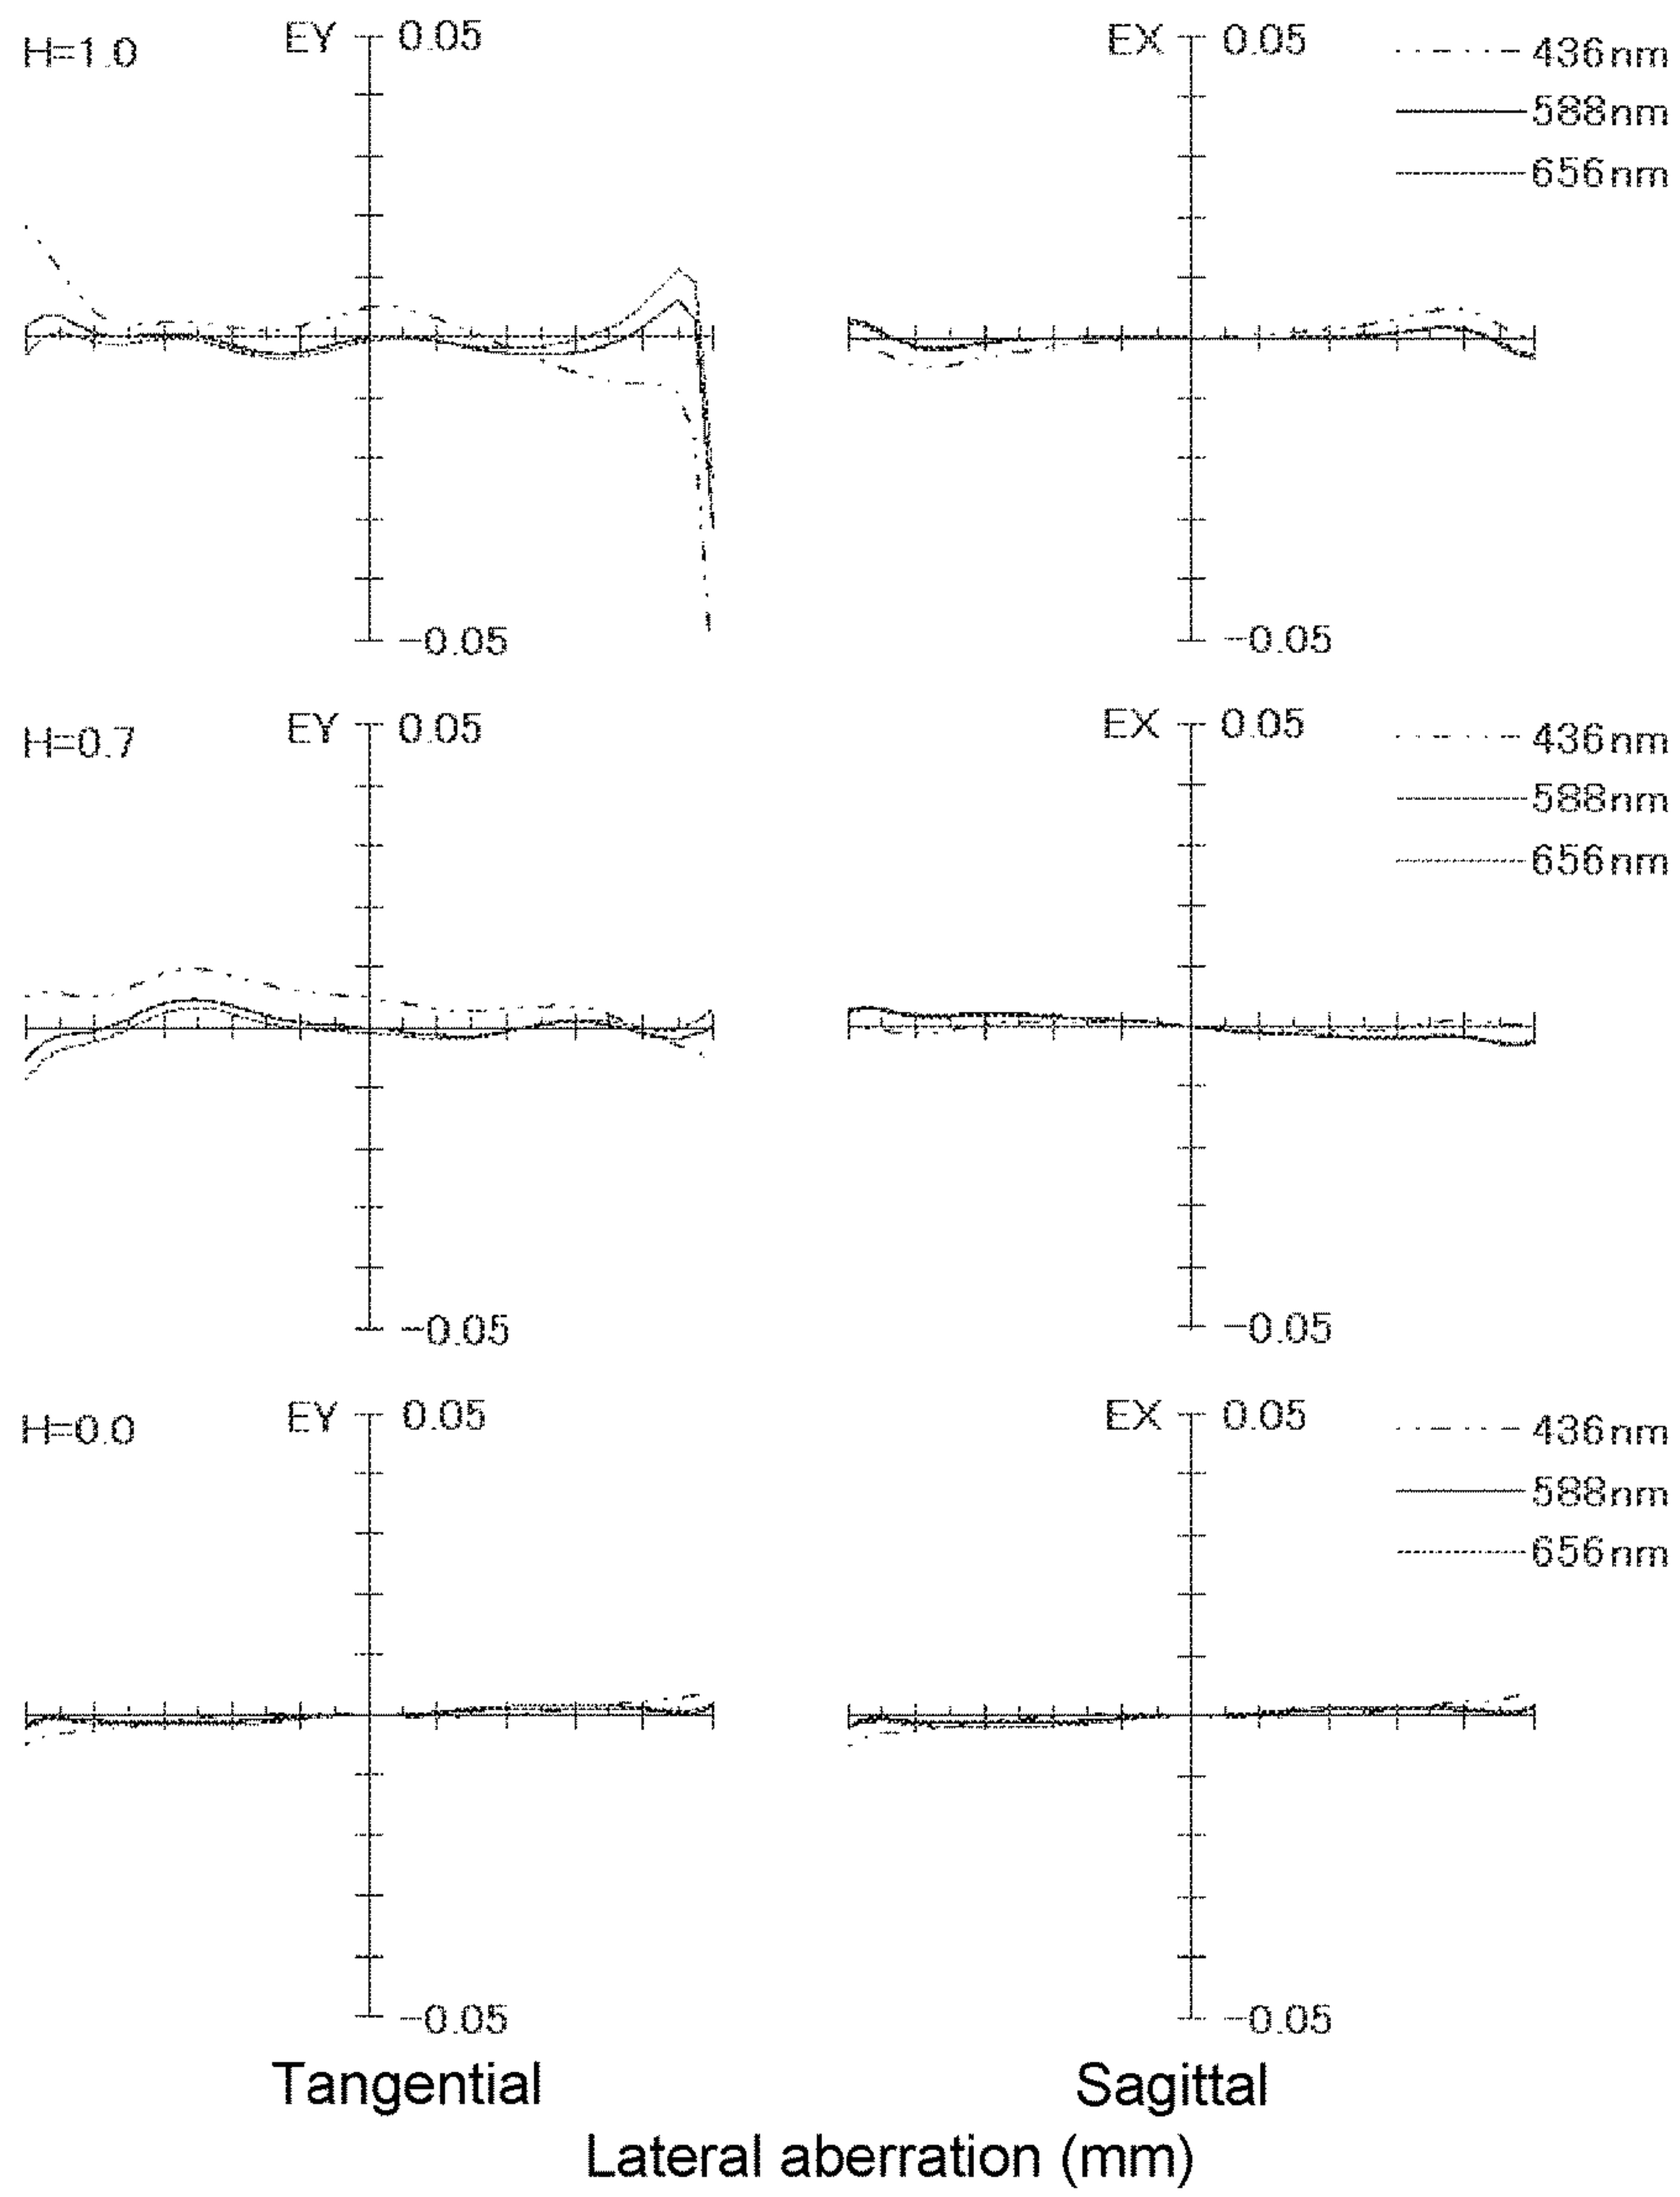 H=1.0 EY 0.05 EX 0.05 436nm
588nm
656nm
-0.05 -0.05
H=0.7 EY 0.05 EX 0.05 436nm
588nm
656nm
-0.05 -0.05
H=0.0 EY 0.05 EX 0.05 436nm
588nm
656nm
-0.05 -0.05
Tangential Sagittal
Lateral aberration (mm)